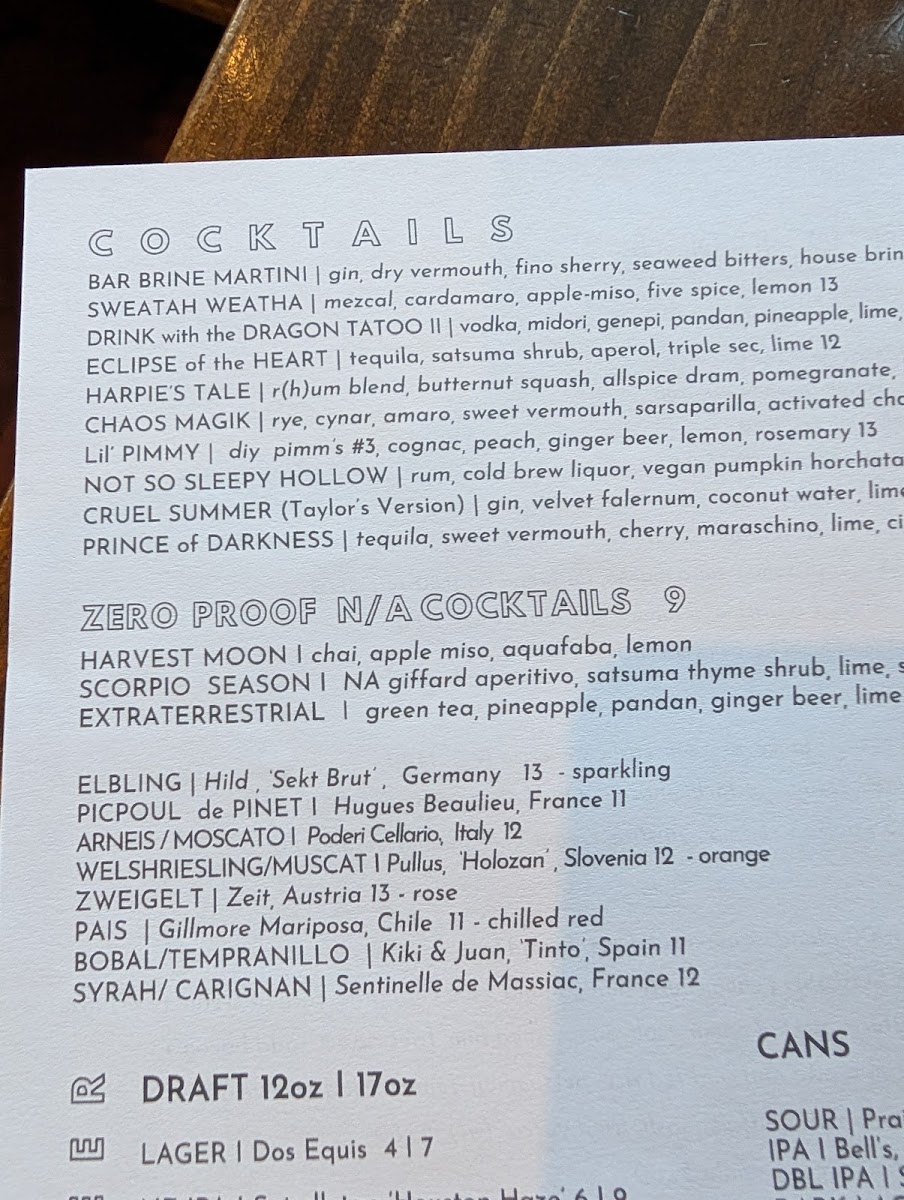 COCKTAILS
BAR BRINE MARTINI | gin, dry vermouth, fino sherry, seaweed bitters, house brin
SWEATAH WEATHA | mezcal, cardamaro, apple-miso, five spice, lemon 13
DRINK with the DRAGON TATOO II | vodka, midori, genepi, pandan, pineapple, lime,
ECLIPSE of the HEART | tequila, satsuma shrub, aperol, triple sec, lime 12
HARPIE'S TALE | r(h)um blend, butternut squash, allspice dram, pomegranate,
CHAOS MAGIK | rye, cynar, amaro, sweet vermouth, sarsaparilla, activated cha
Lil' PIMMY | diy pimm's #3, cognac, peach, ginger beer, lemon, rosemary 13
NOT SO SLEEPY HOLLOW | rum, cold brew liquor, vegan pumpkin horchata
CRUEL SUMMER (Taylor's Version) | gin, velvet falernum, coconut water, lime
PRINCE of DARKNESS | tequila, sweet vermouth, cherry, maraschino, lime, ci
ZERO PROOF N/A COCKTAILS 9
HARVEST MOON | chai, apple miso, aquafaba, lemon
SCORPIO SEASON | NA giffard aperitivo, satsuma thyme shrub, lime, s
EXTRATERRESTRIAL | green tea, pineapple, pandan, ginger beer, lime
ELBLING | Hild, 'Sekt Brut', Germany 13 - sparkling
PICPOUL de PINET | Hugues Beaulieu, France 11
ARNEIS/MOSCATO | Poderi Cellario, Italy 12
WELSHRIESLING/MUSCAT | Pullus, 'Holozan', Slovenia 12 - orange
ZWEIGELT | Zeit, Austria 13 - rose
PAIS | Gillmore Mariposa, Chile 11 - chilled red
BOBAL/TEMPRANILLO | Kiki & Juan, 'Tinto', Spain 11
SYRAH/ CARIGNAN | Sentinelle de Massiac, France 12
DRAFT 12oz | 17oz
LAGER | Dos Equis 4 | 7
CANS
SOUR | Pra
IPA | Bell's,
DBL IPA |